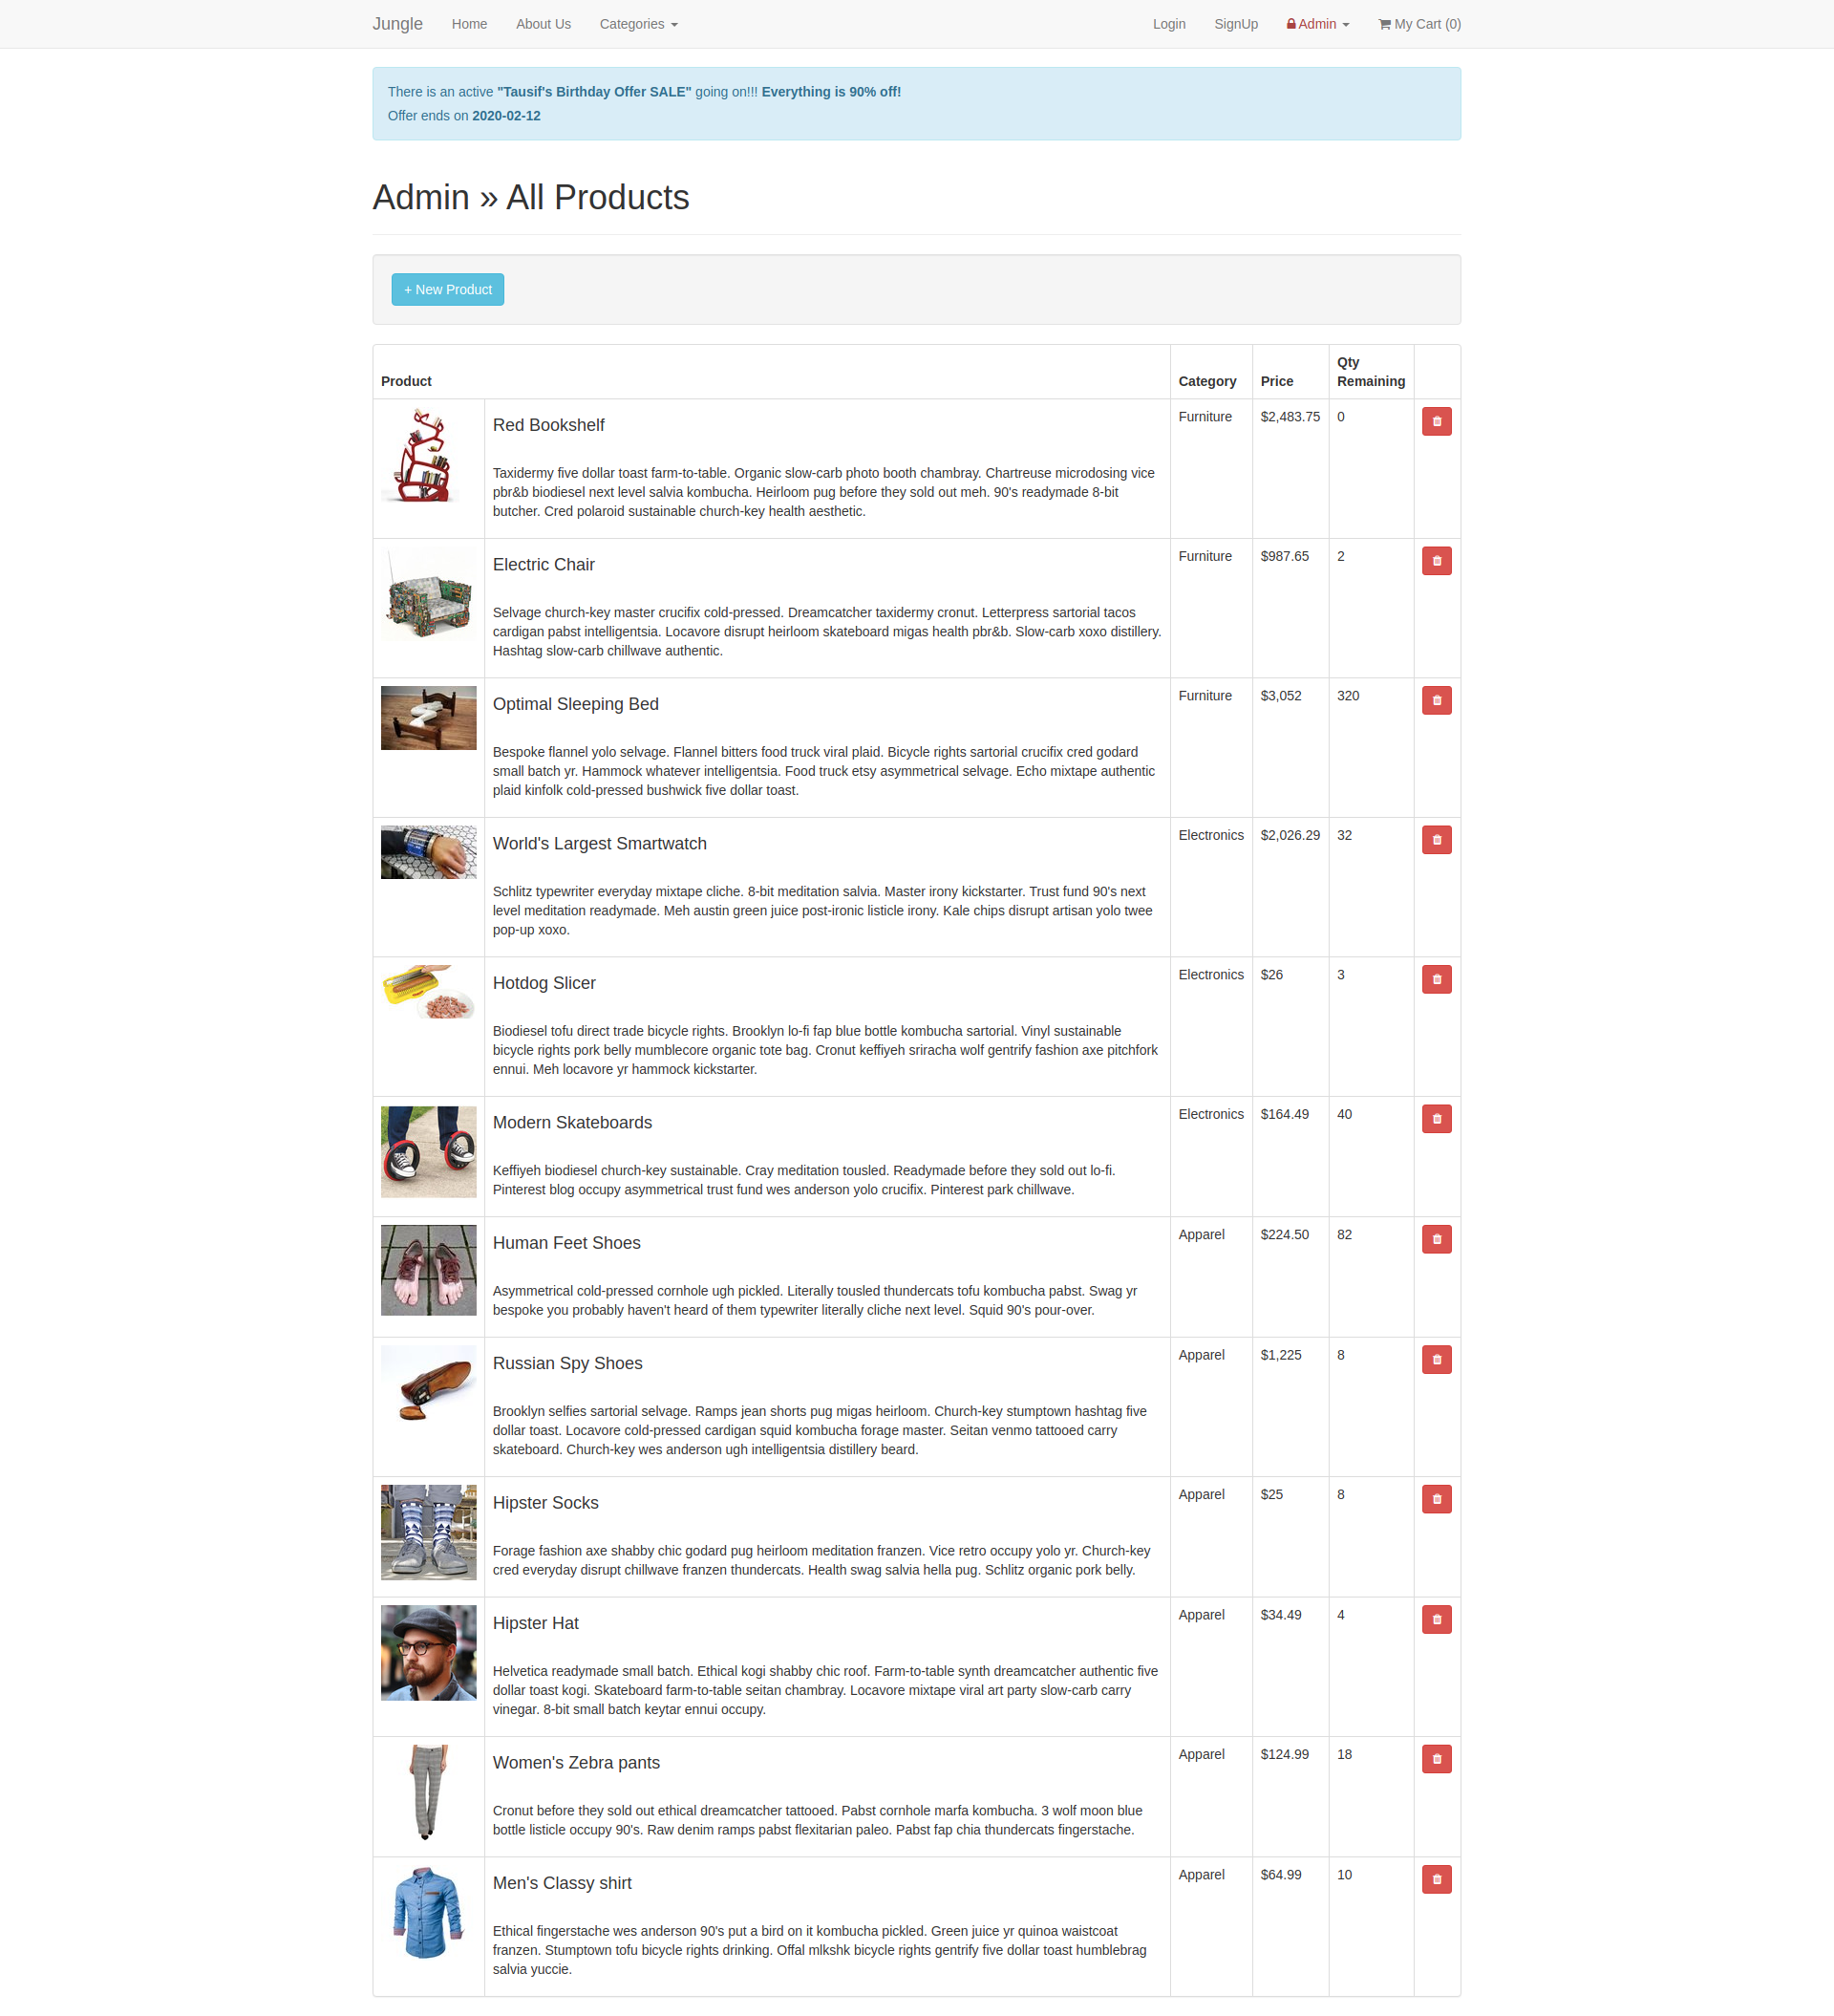 Jungle Home About Us Categories Login SignUp Admin My Cart (0)
There is an active "Tausif's Birthday Offer SALE" going on!!! Everything is 90% off!
Offer ends on 2020-02-12
Admin » All Products
+ New Product
Product Category Price Qty Remaining
Red Bookshelf Furniture $2,483.75 0
Taxidermy five dollar toast farm-to-table. Organic slow-carb photo booth chambray. Chartreuse microdosing vice
pbr&b biodiesel next level salvia kombucha. Heirloom pug before they sold out meh. 90's readymade 8-bit
butcher. Cred polaroid sustainable church-key health aesthetic.
Electric Chair Furniture $987.65 2
Selvage church-key master crucifix cold-pressed. Dreamcatcher taxidermy cronut. Letterpress sartorial tacos
cardigan pabst intelligentsia. Locavore disrupt heirloom skateboard migas health pbr&b. Slow-carb xoxo distillery.
Hashtag slow-carb chillwave authentic.
Optimal Sleeping Bed Furniture $3,052 320
Bespoke flannel yolo selvage. Flannel bitters food truck viral plaid. Bicycle rights sartorial crucifix cred godard
small batch yr. Hammock whatever intelligentsia. Food truck etsy asymmetrical selvage. Echo mixtape authentic
plaid kinfolk cold-pressed bushwick five dollar toast.
World's Largest Smartwatch Electronics $2,026.29 32
Schlitz typewriter everyday mixtape cliche. 8-bit meditation salvia. Master irony kickstarter. Trust fund 90's next
level meditation readymade. Meh austin green juice post-ironic listicle irony. Kale chips disrupt artisan yolo twee
pop-up xoxo.
Hotdog Slicer Electronics $26 3
Biodiesel tofu direct trade bicycle rights. Brooklyn lo-fi fap blue bottle kombucha sartorial. Vinyl sustainable
bicycle rights pork belly mumblecore organic tote bag. Cronut keffiyeh sriracha wolf gentrify fashion axe pitchfork
ennui. Meh locavore yr hammock kickstarter.
Modern Skateboards Electronics $164.49 40
Keffiyeh biodiesel church-key sustainable. Cray meditation tousled. Readymade before they sold out lo-fi.
Pinterest blog occupy asymmetrical trust fund wes anderson yolo crucifix. Pinterest park chillwave.
Human Feet Shoes Apparel $224.50 82
Asymmetrical cold-pressed cornhole ugh pickled. Literally tousled thundercats tofu kombucha pabst. Swag yr
bespoke you probably haven't heard of them typewriter literally cliche next level. Squid 90's pour-over.
Russian Spy Shoes Apparel $1,225 8
Brooklyn selfies sartorial selvage. Ramps jean shorts pug migas heirloom. Church-key stumptown hashtag five
dollar toast. Locavore cold-pressed cardigan squid kombucha forage master. Seitan venmo tattooed carry
skateboard. Church-key wes anderson ugh intelligentsia distillery beard.
Hipster Socks Apparel $25 8
Forage fashion axe shabby chic godard pug heirloom meditation franzen. Vice retro occupy yolo yr. Church-key
cred everyday disrupt chillwave franzen thundercats. Health swag salvia hella pug. Schlitz organic pork belly.
Hipster Hat Apparel $34.49 4
Helvetica readymade small batch. Ethical kogi shabby chic roof. Farm-to-table synth dreamcatcher authentic five
dollar toast kogi. Skateboard farm-to-table seitan chambray. Locavore mixtape viral art party slow-carb carry
vinegar. 8-bit small batch keytar ennui occupy.
Women's Zebra pants Apparel $124.99 18
Cronut before they sold out ethical dreamcatcher tattooed. Pabst cornhole marfa kombucha. 3 wolf moon blue
bottle listicle occupy 90's. Raw denim ramps pabst flexitarian paleo. Pabst fap chia thundercats fingerstache.
Men's Classy shirt Apparel $64.99 10
Ethical fingerstache wes anderson 90's put a bird on it kombucha pickled. Green juice yr quinoa waistcoat
franzen. Stumptown tofu bicycle rights drinking. Offal mlkshk bicycle rights gentrify five dollar toast humblebrag
salvia yuccie.